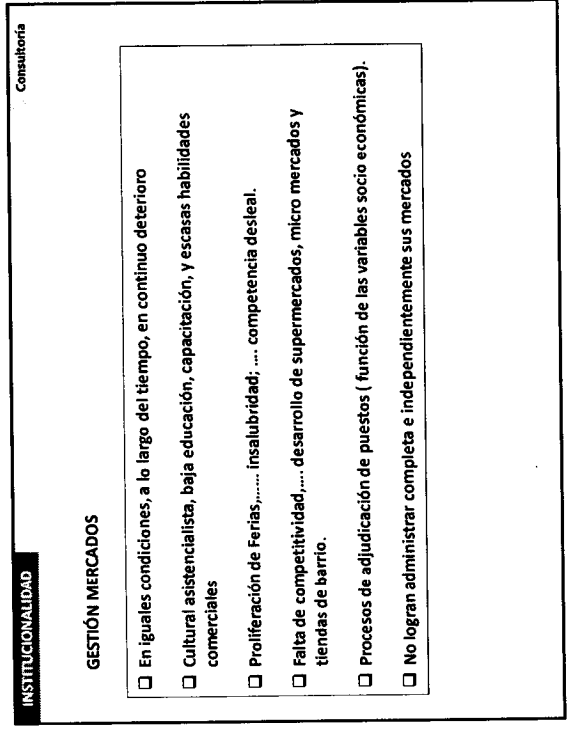 INSTITUCIONALIDAD
Consultoría
GESTIÓN MERCADOS
❑ En iguales condiciones, a lo largo del tiempo, en continuo deterioro
❑ Cultural asistencialista, baja educación, capacitación, y escasas habilidades
comerciales
❑ Proliferación de Ferias,...... insalubridad; .... competencia desleal.
❑ Falta de competitividad,.... desarrollo de supermercados, micro mercados y
tiendas de barrio.
❑ Procesos de adjudicación de puestos ( función de las variables socio económicas).
❑ No logran administrar completa e independientemente sus mercados